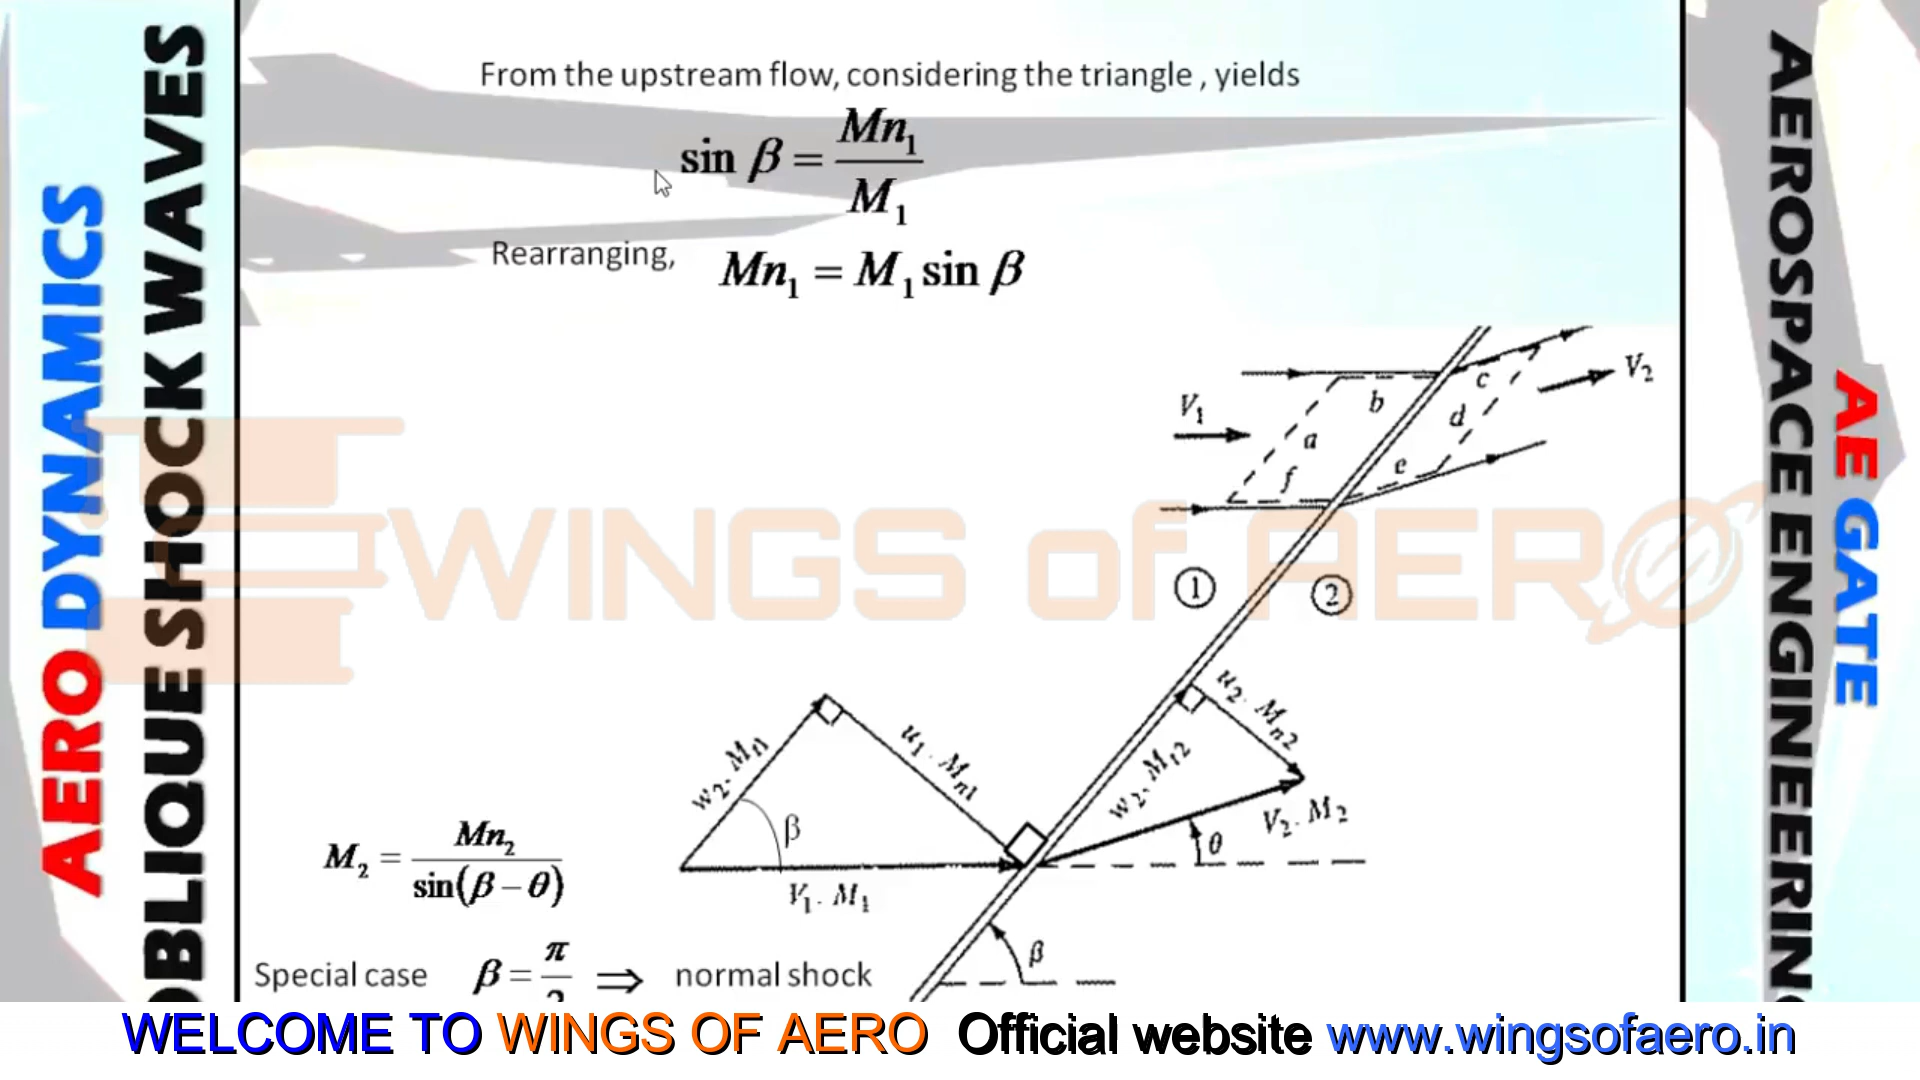 AERO DYNAMICS
OBLIQUE SHOCK WAVES
From the upstream flow, considering the triangle , yields
sin β = Mn₁ / M₁
Rearranging, Mn₁ = M₁ sin β
V₁
V₂
a
b
c
d
e
f
1
2
WINGS of AERO
w₂, Mₜ₁
u₁ . Mₙ₁
β
V₁ . M₁
w₂, Mₜ₂
u₂ . Mₙ₂
V₂ . M₂
θ
β
M₂ = Mn₂ / sin(β − θ)
Special case β = π/2 ⇒ normal shock
AE GATE
AEROSPACE ENGINEERING
WELCOME TO WINGS OF AERO Official website www.wingsofaero.in